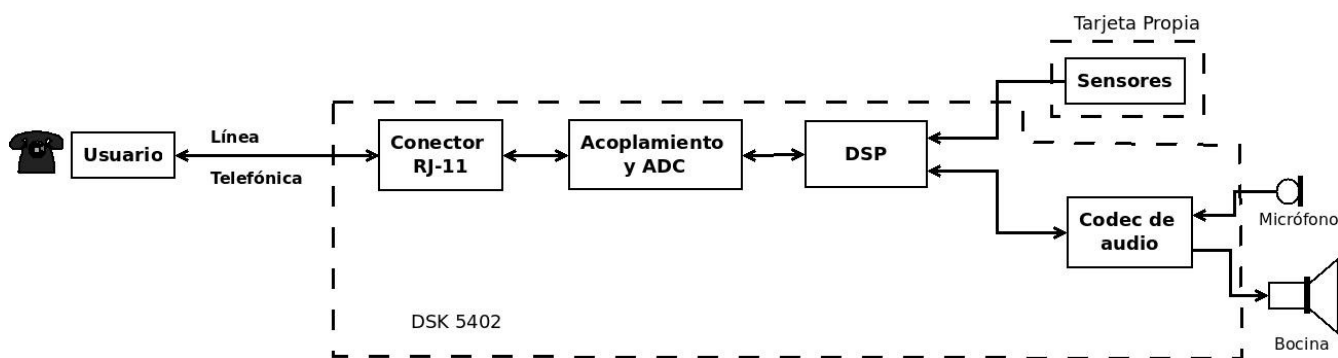 Tarjeta Propia
Sensores
Usuario
Línea
Telefónica
Conector
RJ-11
Acoplamiento
y ADC
DSP
Codec de
audio
Micrófono
DSK 5402
Bocina